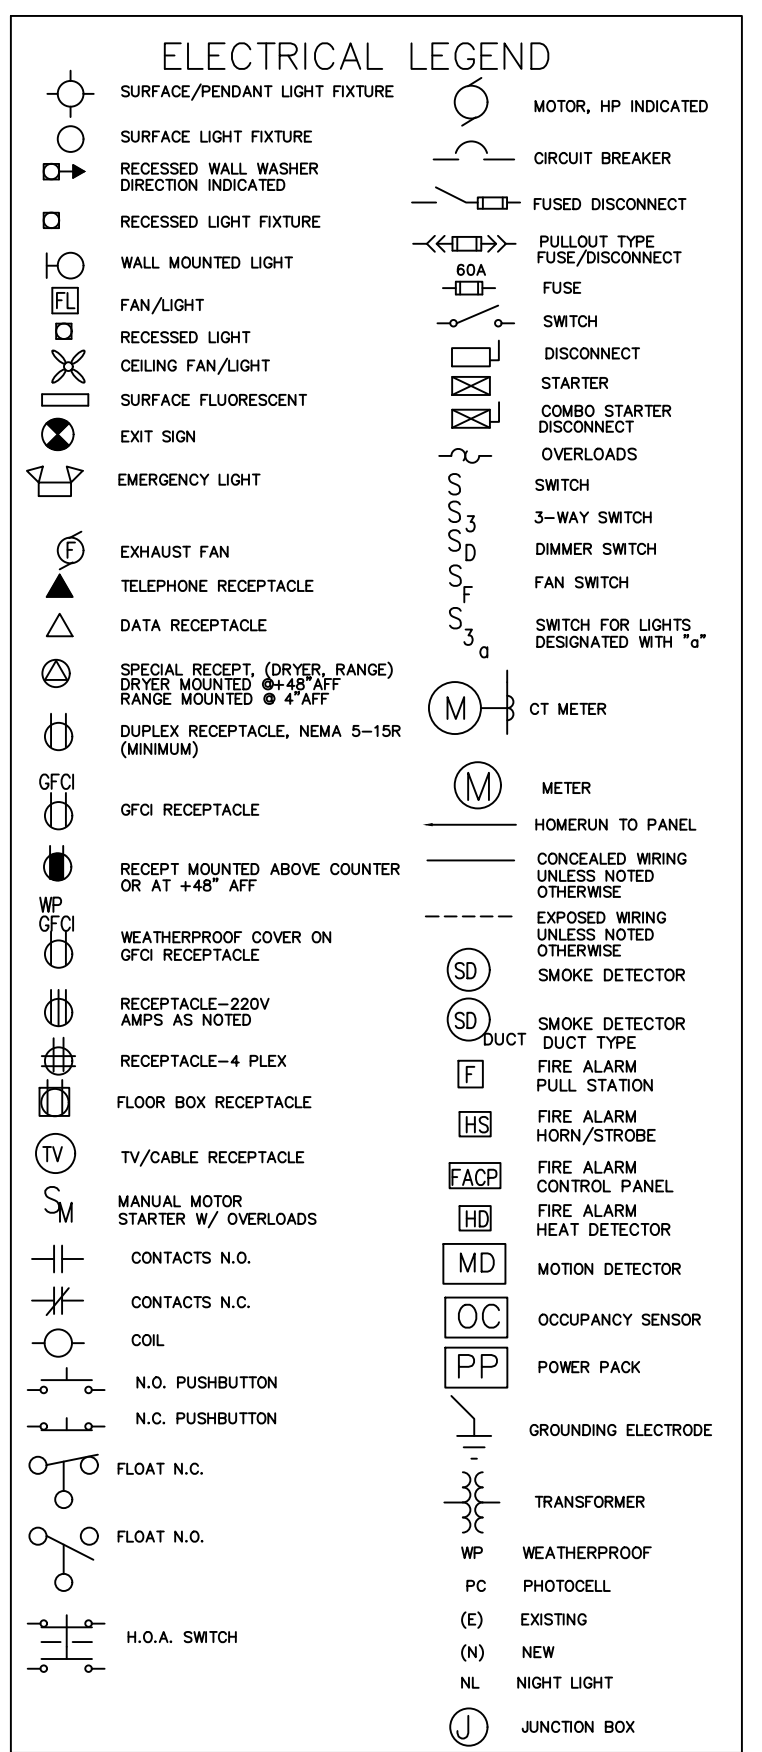 ELECTRICAL LEGEND
SURFACE/PENDANT LIGHT FIXTURE
SURFACE LIGHT FIXTURE
RECESSED WALL WASHER
DIRECTION INDICATED
RECESSED LIGHT FIXTURE
WALL MOUNTED LIGHT
FL FAN/LIGHT
RECESSED LIGHT
CEILING FAN/LIGHT
SURFACE FLUORESCENT
EXIT SIGN
EMERGENCY LIGHT
F EXHAUST FAN
TELEPHONE RECEPTACLE
DATA RECEPTACLE
SPECIAL RECEPT, (DRYER, RANGE)
DRYER MOUNTED @+48"AFF
RANGE MOUNTED @ 4"AFF
DUPLEX RECEPTACLE, NEMA 5-15R
(MINIMUM)
GFCI
GFCI RECEPTACLE
RECEPT MOUNTED ABOVE COUNTER
OR AT +48" AFF
WP
GFCI
WEATHERPROOF COVER ON
GFCI RECEPTACLE
RECEPTACLE-220V
AMPS AS NOTED
RECEPTACLE-4 PLEX
FLOOR BOX RECEPTACLE
TV TV/CABLE RECEPTACLE
SM MANUAL MOTOR
STARTER W/ OVERLOADS
CONTACTS N.O.
CONTACTS N.C.
COIL
N.O. PUSHBUTTON
N.C. PUSHBUTTON
FLOAT N.C.
FLOAT N.O.
H.O.A. SWITCH
MOTOR, HP INDICATED
CIRCUIT BREAKER
FUSED DISCONNECT
PULLOUT TYPE
FUSE/DISCONNECT
60A
FUSE
SWITCH
DISCONNECT
STARTER
COMBO STARTER
DISCONNECT
OVERLOADS
S SWITCH
S3 3-WAY SWITCH
SD DIMMER SWITCH
SF FAN SWITCH
S3a SWITCH FOR LIGHTS
DESIGNATED WITH "a"
M CT METER
M METER
HOMERUN TO PANEL
CONCEALED WIRING
UNLESS NOTED
OTHERWISE
EXPOSED WIRING
UNLESS NOTED
OTHERWISE
SD SMOKE DETECTOR
SD SMOKE DETECTOR
DUCT DUCT TYPE
F FIRE ALARM
PULL STATION
HS FIRE ALARM
HORN/STROBE
FACP FIRE ALARM
CONTROL PANEL
HD FIRE ALARM
HEAT DETECTOR
MD MOTION DETECTOR
OC OCCUPANCY SENSOR
PP POWER PACK
GROUNDING ELECTRODE
TRANSFORMER
WP WEATHERPROOF
PC PHOTOCELL
(E) EXISTING
(N) NEW
NL NIGHT LIGHT
J JUNCTION BOX